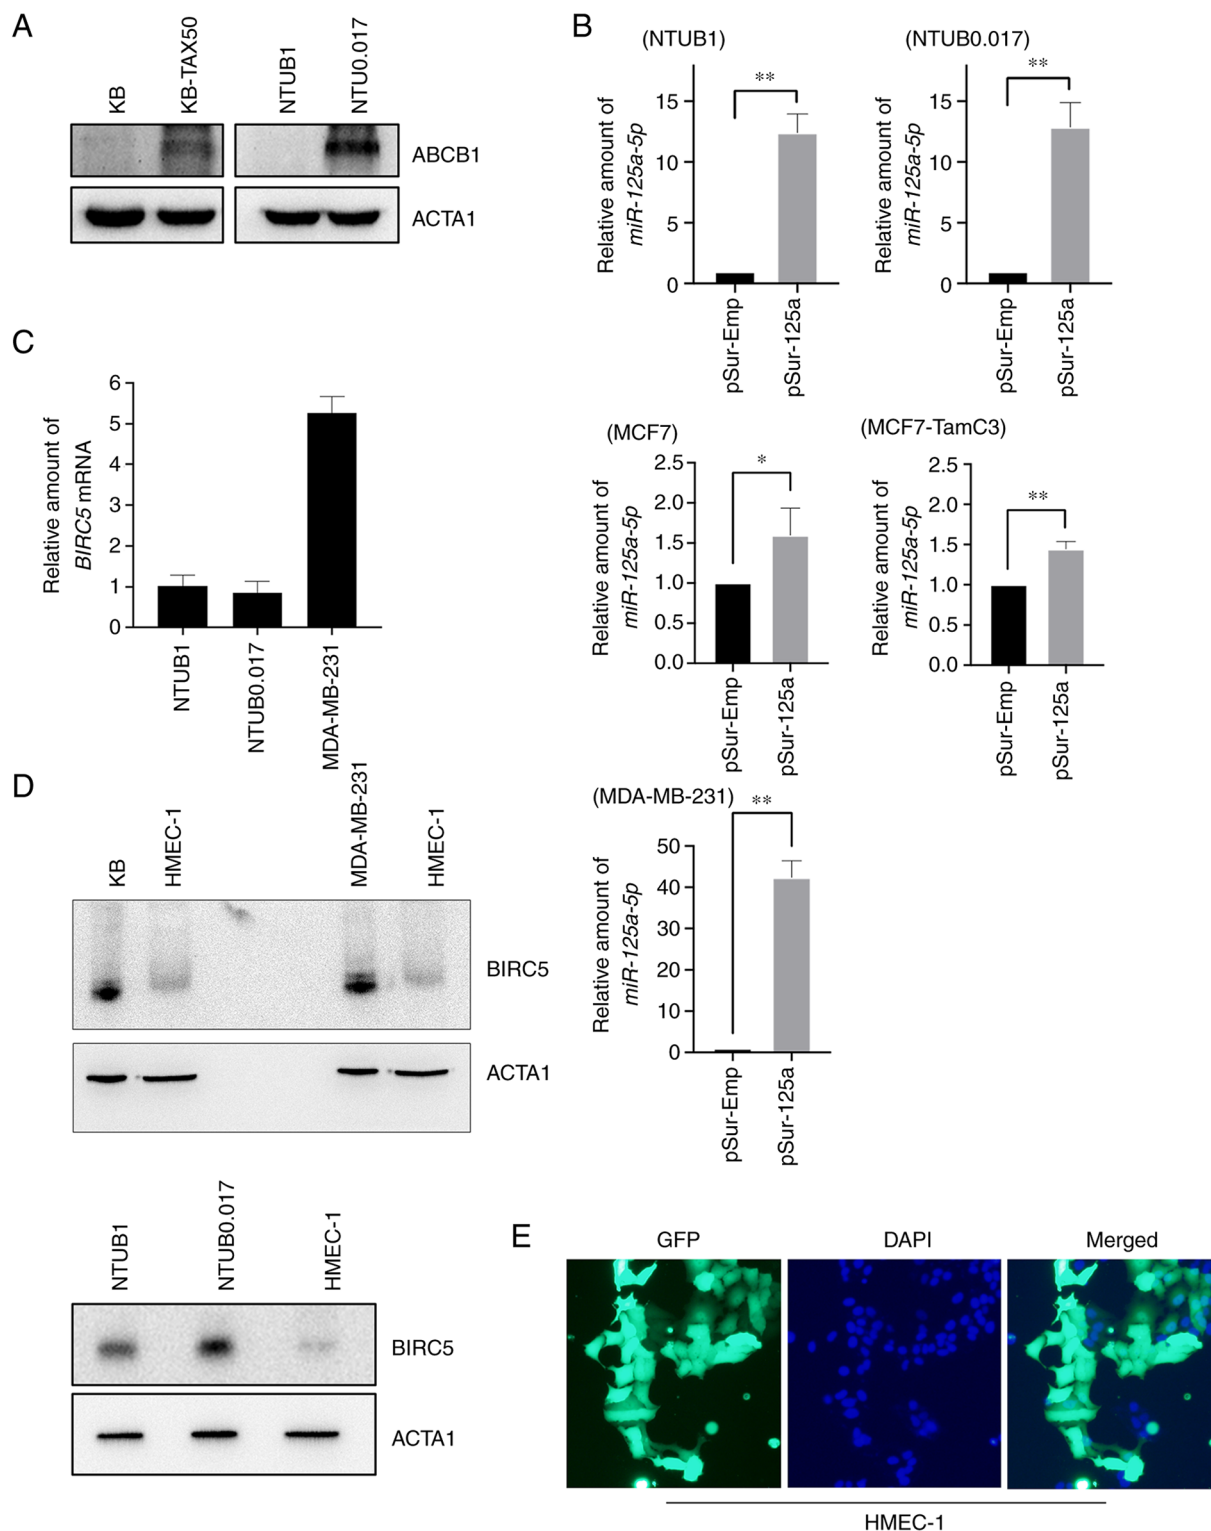 A
KB
KB-TAX50
NTUB1
NTU0.017
ABCB1
ACTA1
B
(NTUB1)
Relative amount of
miR-125a-5p
**
15
10
5
0
pSur-Emp
pSur-125a
(NTUB0.017)
Relative amount of
miR-125a-5p
**
15
10
5
0
pSur-Emp
pSur-125a
(MCF7)
Relative amount of
miR-125a-5p
*
2.5
2.0
1.5
1.0
0.5
0.0
pSur-Emp
pSur-125a
(MCF7-TamC3)
Relative amount of
miR-125a-5p
**
2.5
2.0
1.5
1.0
0.5
0.0
pSur-Emp
pSur-125a
(MDA-MB-231)
Relative amount of
miR-125a-5p
**
50
40
30
20
10
0
pSur-Emp
pSur-125a
C
Relative amount of
BIRC5 mRNA
6
5
4
3
2
1
0
NTUB1
NTUB0.017
MDA-MB-231
D
KB
HMEC-1
MDA-MB-231
HMEC-1
BIRC5
ACTA1
NTUB1
NTUB0.017
HMEC-1
BIRC5
ACTA1
E
GFP
DAPI
Merged
HMEC-1